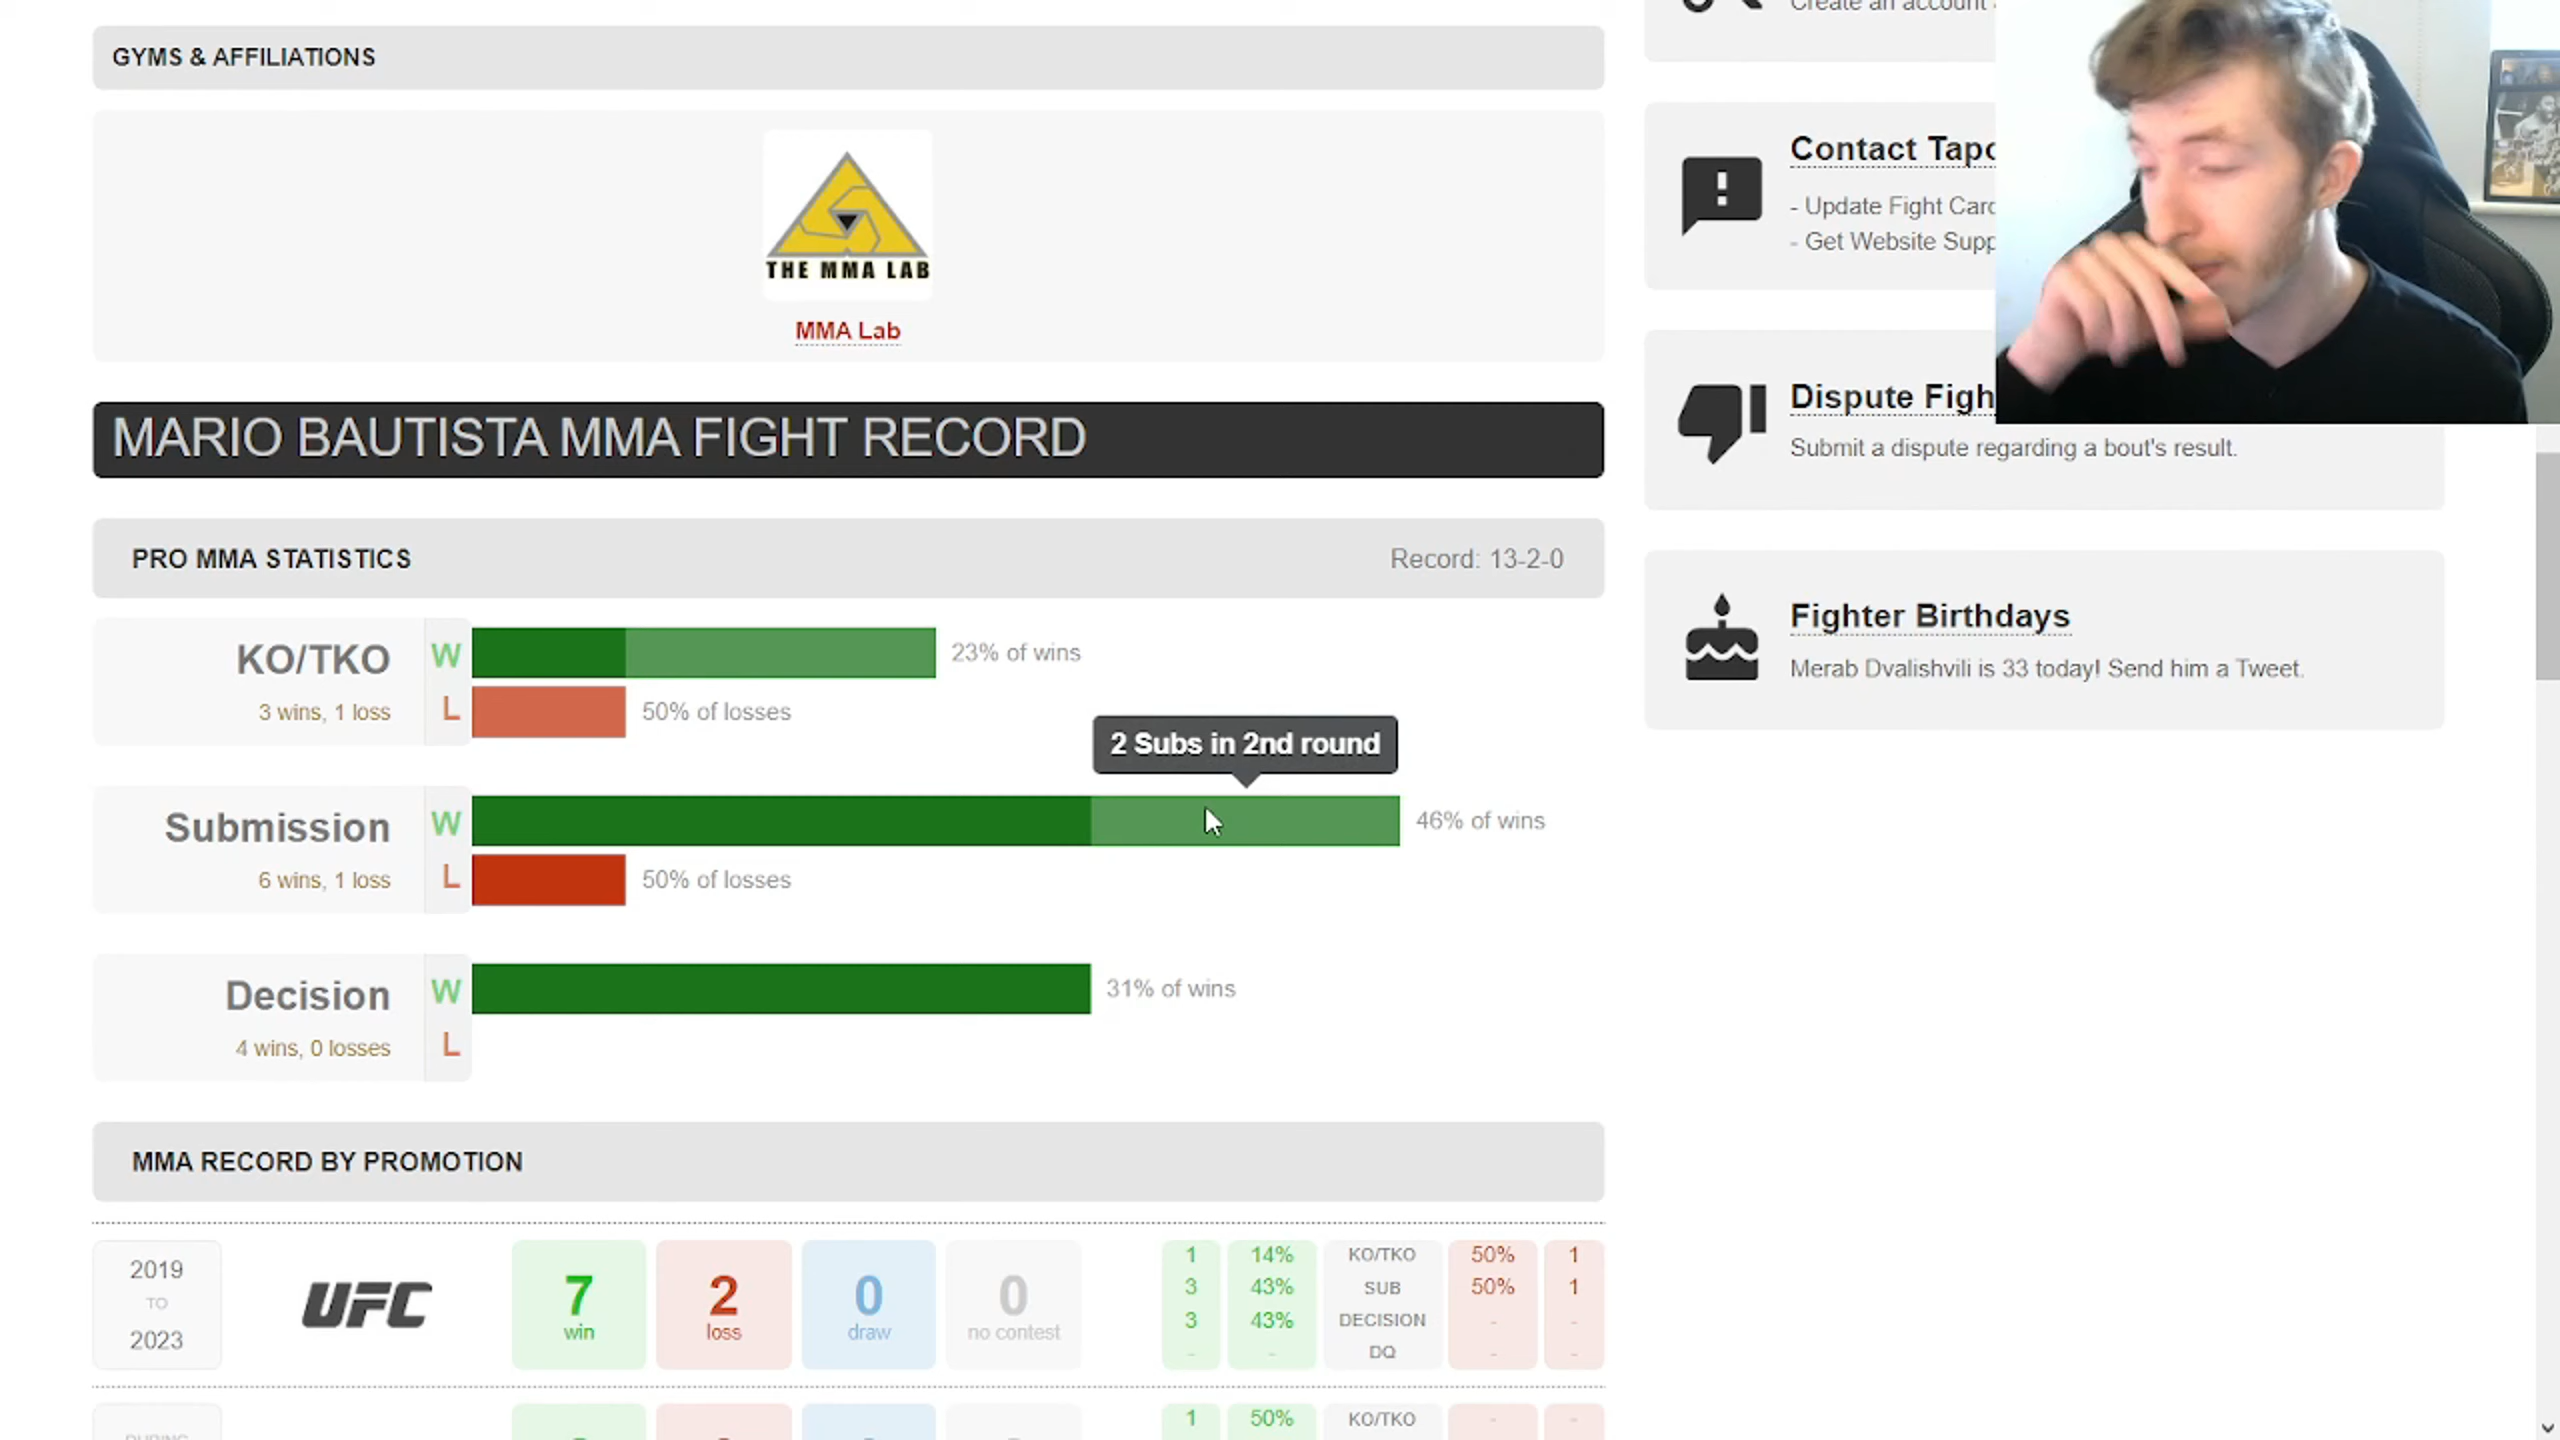 Create an account
GYMS & AFFILIATIONS
THE MMA LAB
MMA Lab
Contact Tapo
- Update Fight Card
- Get Website Supp
Dispute Figh
Submit a dispute regarding a bout's result.
MARIO BAUTISTA MMA FIGHT RECORD
PRO MMA STATISTICS
Record: 13-2-0
Fighter Birthdays
Merab Dvalishvili is 33 today! Send him a Tweet.
KO/TKO
3 wins, 1 loss
W
23% of wins
L
50% of losses
2 Subs in 2nd round
Submission
6 wins, 1 loss
W
46% of wins
L
50% of losses
Decision
4 wins, 0 losses
W
31% of wins
L
MMA RECORD BY PROMOTION
2019
TO
2023
UFC
7
win
2
loss
0
draw
0
no contest
1 14% KO/TKO 50% 1
3 43% SUB 50% 1
3 43% DECISION - -
- - DQ - -
1 50% KO/TKO - -